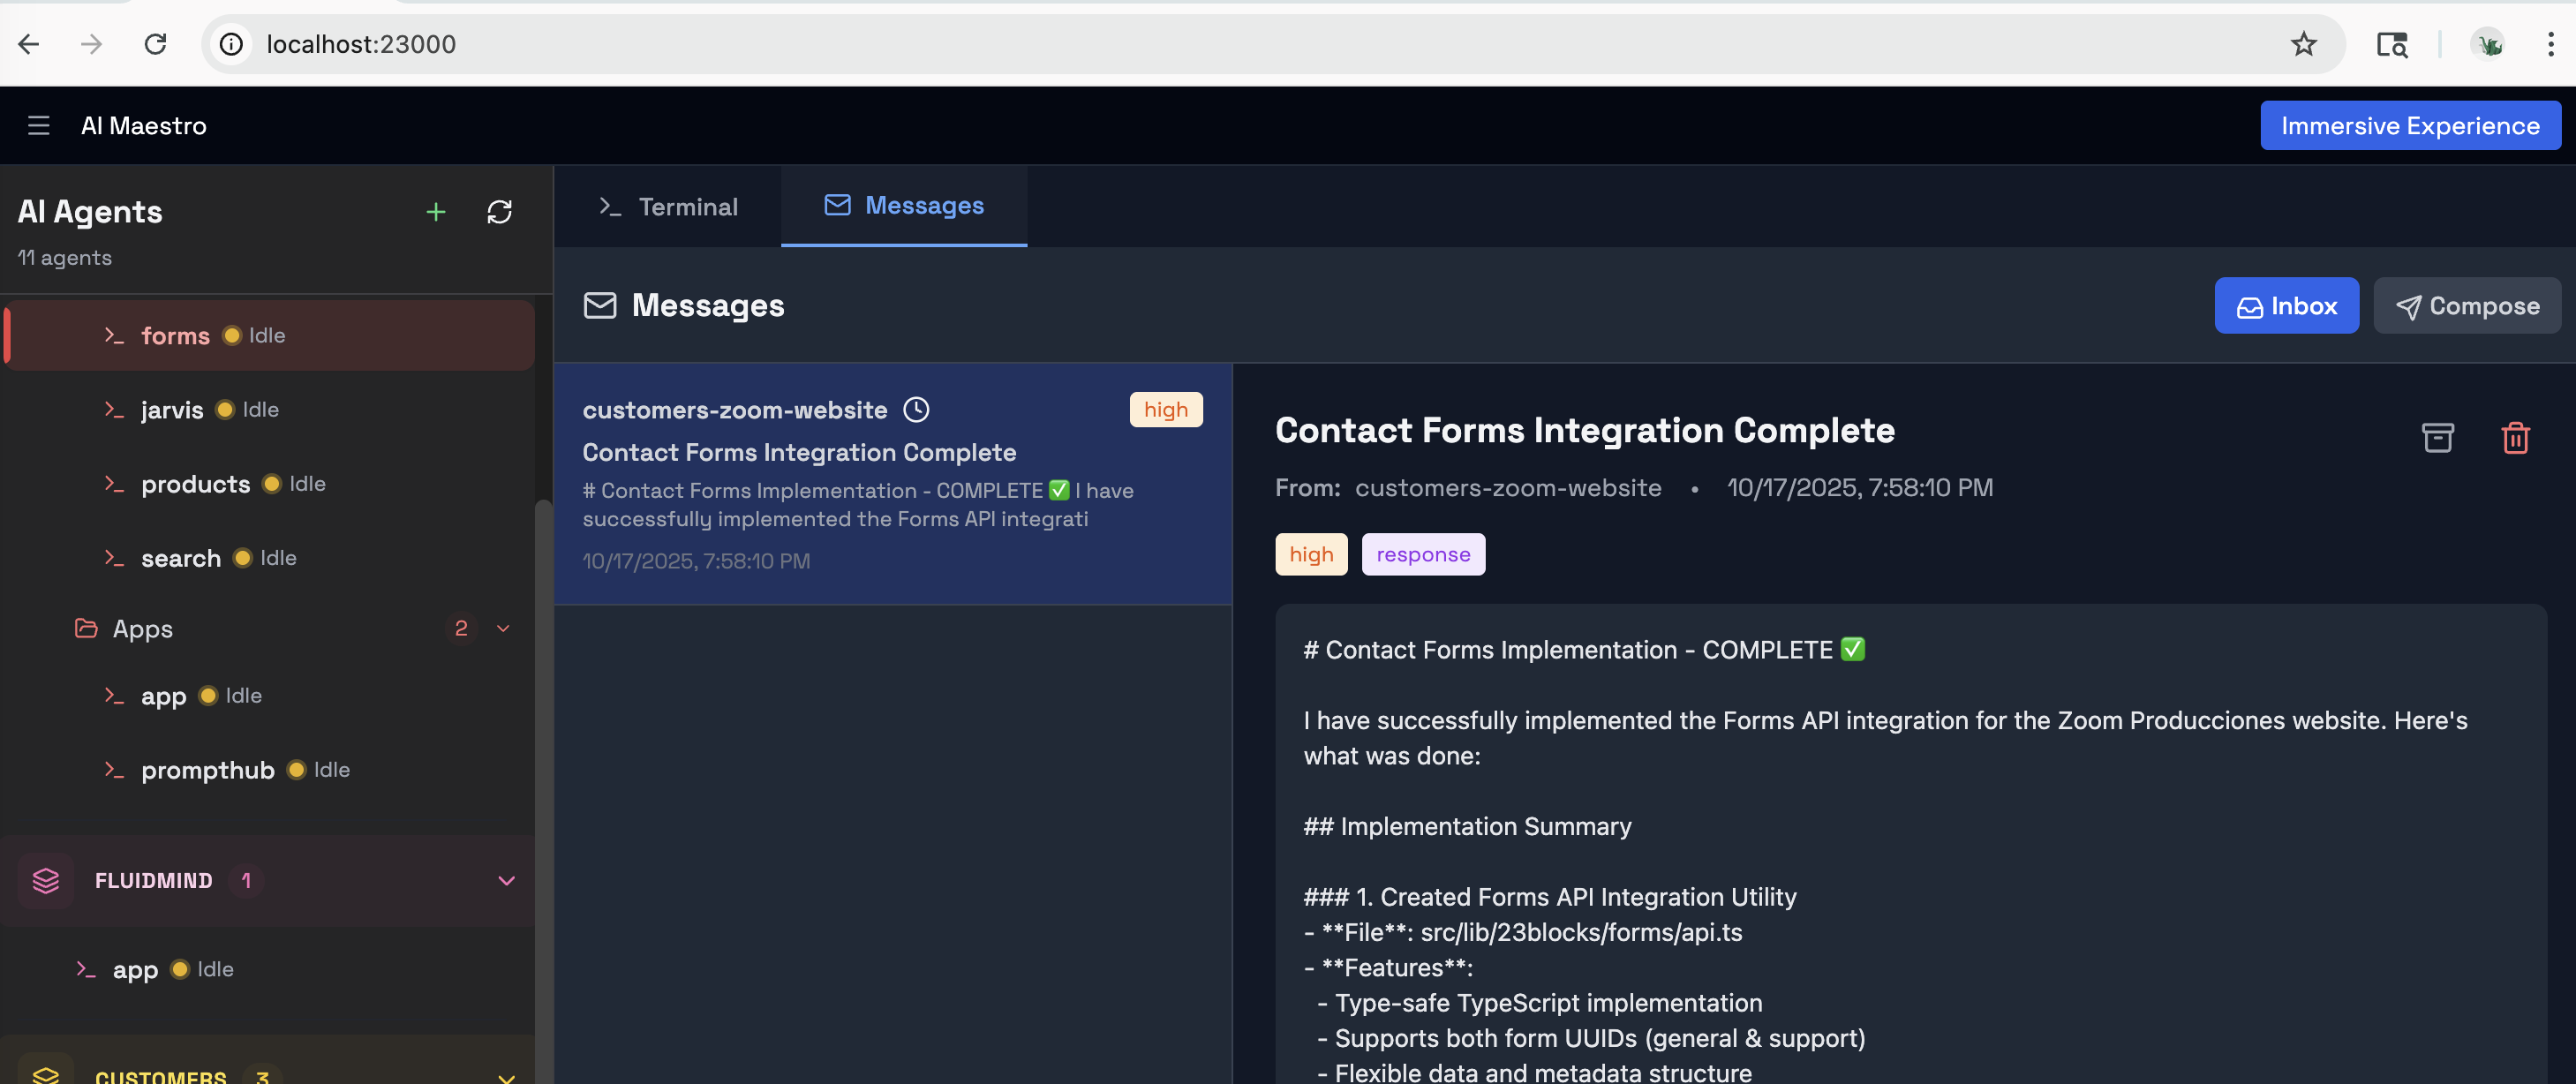 localhost:23000
AI Maestro
Immersive Experience
AI Agents
11 agents
forms Idle
jarvis Idle
products Idle
search Idle
Apps 2
app Idle
prompthub Idle
FLUIDMIND 1
app Idle
CUSTOMERS 3
Terminal
Messages
Messages
Inbox
Compose
customers-zoom-website
high
Contact Forms Integration Complete
# Contact Forms Implementation - COMPLETE ✅ I have
successfully implemented the Forms API integrati
10/17/2025, 7:58:10 PM
Contact Forms Integration Complete
From: customers-zoom-website • 10/17/2025, 7:58:10 PM
high response
# Contact Forms Implementation - COMPLETE ✅
I have successfully implemented the Forms API integration for the Zoom Producciones website. Here's
what was done:
## Implementation Summary
### 1. Created Forms API Integration Utility
- **File**: src/lib/23blocks/forms/api.ts
- **Features**:
- Type-safe TypeScript implementation
- Supports both form UUIDs (general & support)
- Flexible data and metadata structure